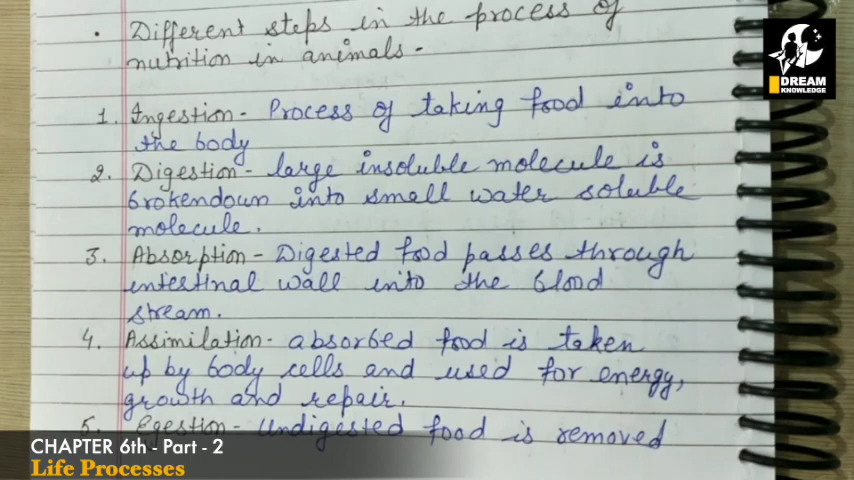 • Different steps in the process of
nutrition in animals -
1. Ingestion - Process of taking food into
the body
2. Digestion - large insoluble molecule is
brokendown into small water soluble
molecule.
3. Absorption - Digested food passes through
intestinal wall into the blood
stream.
4. Assimilation - absorbed food is taken
up by body cells and used for energy,
growth and repair.
5. Egestion - Undigested food is removed
DREAM
KNOWLEDGE
CHAPTER 6th - Part - 2
Life Processes